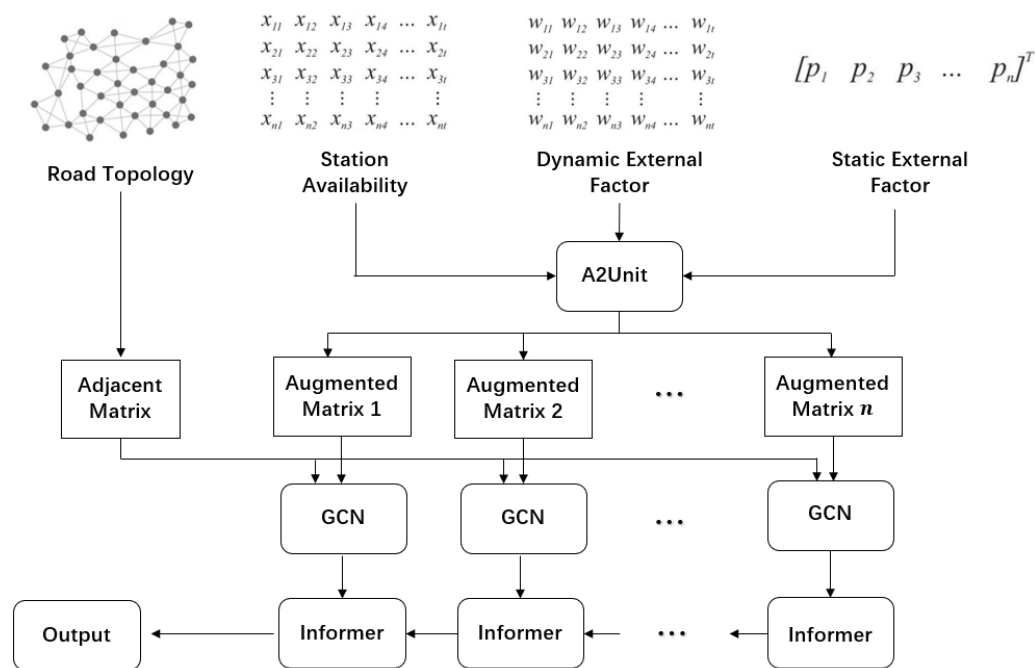 x11 x12 x13 x14 ... x1t
x21 x22 x23 x24 ... x2t
x31 x32 x33 x34 ... x3t
⋮ ⋮ ⋮ ⋮ ⋮
xn1 xn2 xn3 xn4 ... xnt
w11 w12 w13 w14 ... w1t
w21 w22 w23 w24 ... w2t
w31 w32 w33 w34 ... w3t
⋮ ⋮ ⋮ ⋮
wn1 wn2 wn3 wn4 ... wnt
[p1 p2 p3 ... pn]T
Road Topology
Station
Availability
Dynamic External
Factor
Static External
Factor
A2Unit
Adjacent
Matrix
Augmented
Matrix 1
Augmented
Matrix 2
...
Augmented
Matrix n
GCN
GCN
...
GCN
Output
Informer
Informer
...
Informer